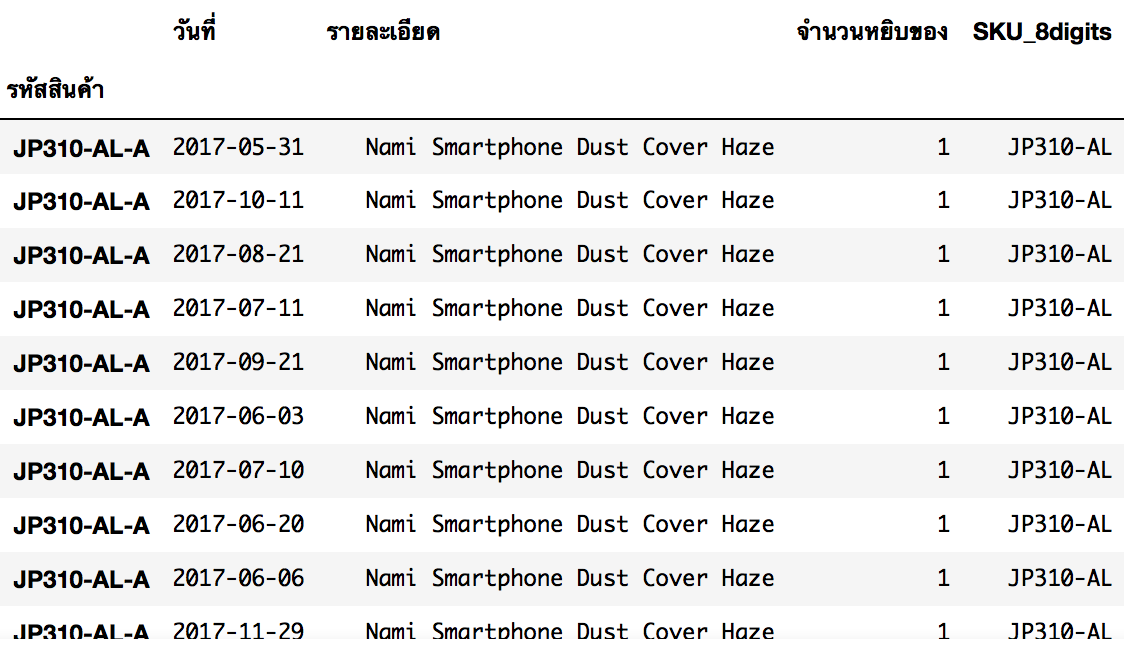 วันที่ รายละเอียด จำนวนหยิบของ SKU_8digits
รหัสสินค้า
JP310-AL-A 2017-05-31 Nami Smartphone Dust Cover Haze 1 JP310-AL
JP310-AL-A 2017-10-11 Nami Smartphone Dust Cover Haze 1 JP310-AL
JP310-AL-A 2017-08-21 Nami Smartphone Dust Cover Haze 1 JP310-AL
JP310-AL-A 2017-07-11 Nami Smartphone Dust Cover Haze 1 JP310-AL
JP310-AL-A 2017-09-21 Nami Smartphone Dust Cover Haze 1 JP310-AL
JP310-AL-A 2017-06-03 Nami Smartphone Dust Cover Haze 1 JP310-AL
JP310-AL-A 2017-07-10 Nami Smartphone Dust Cover Haze 1 JP310-AL
JP310-AL-A 2017-06-20 Nami Smartphone Dust Cover Haze 1 JP310-AL
JP310-AL-A 2017-06-06 Nami Smartphone Dust Cover Haze 1 JP310-AL
JP310-AL-A 2017-11-29 Nami Smartphone Dust Cover Haze 1 JP310-AL